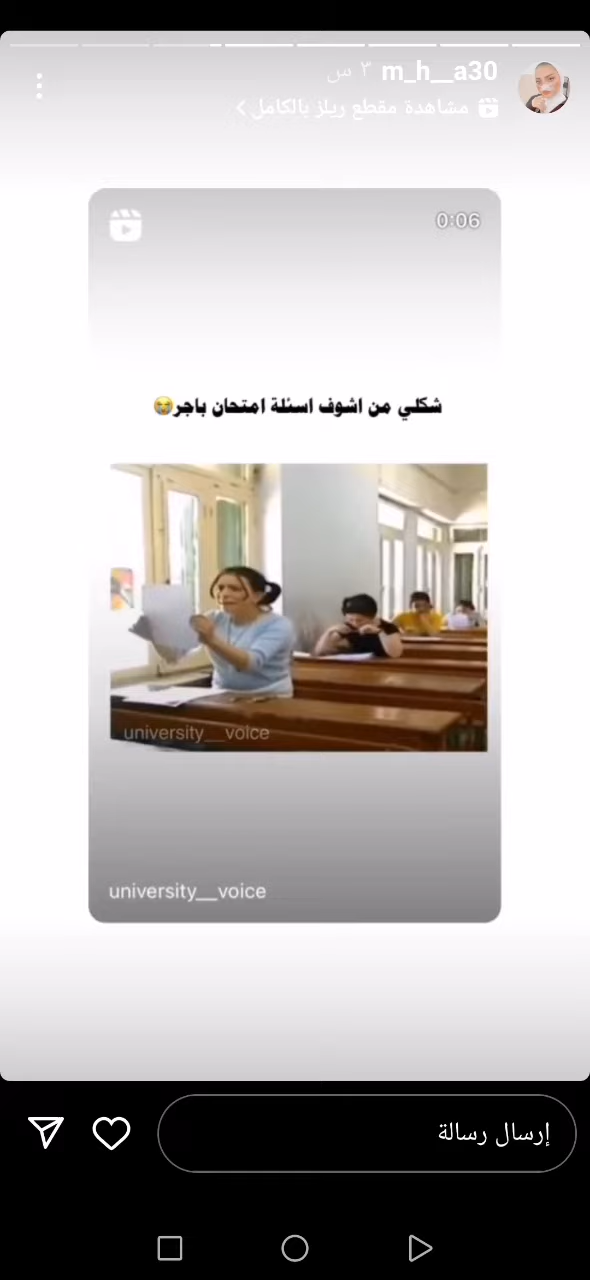 m_h__a30 ٣ س
مشاهدة مقطع ريلز بالكامل
0:06
شكلي من اشوف اسئلة امتحان باجر😭
university__voice
university__voice
إرسال رسالة